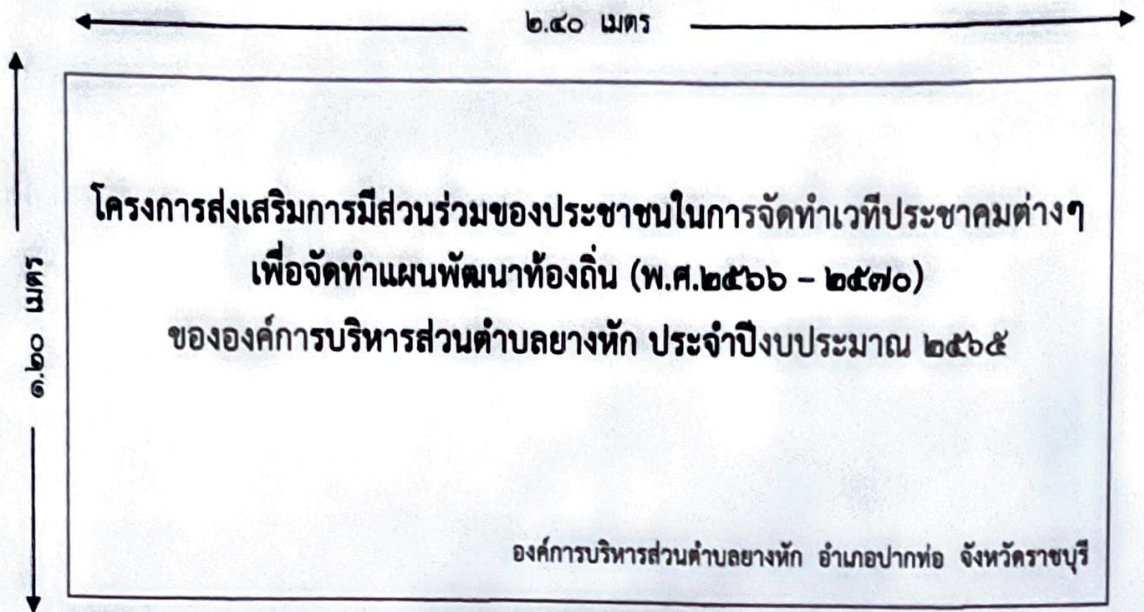 ๒.๔๐ เมตร
๑.๒๐ เมตร
โครงการส่งเสริมการมีส่วนร่วมของประชาชนในการจัดทำเวทีประชาคมต่างๆ
เพื่อจัดทำแผนพัฒนาท้องถิ่น (พ.ศ.๒๕๖๖ – ๒๕๗๐)
ขององค์การบริหารส่วนตำบลยางหัก ประจำปีงบประมาณ ๒๕๖๕
องค์การบริหารส่วนตำบลยางหัก อำเภอปากท่อ จังหวัดราชบุรี